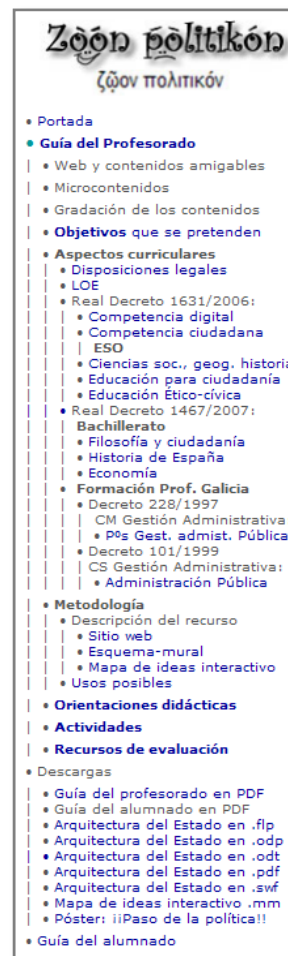 Zòón pòlitikón
ζῷον πολιτικόν
• Portada
• Guía del Profesorado
| • Web y contenidos amigables
| • Microcontenidos
| • Gradación de los contenidos
| • Objetivos que se pretenden
| • Aspectos curriculares
| | • Disposiciones legales
| | • LOE
| | • Real Decreto 1631/2006:
| | | • Competencia digital
| | | • Competencia ciudadana
| | | | ESO
| | | • Ciencias soc., geog. historia
| | | • Educación para ciudadanía
| | | • Educación Ético-cívica
| | • Real Decreto 1467/2007:
| | | Bachillerato
| | | • Filosofía y ciudadanía
| | | • Historia de España
| | | • Economía
| | • Formación Prof. Galicia
| | | • Decreto 228/1997
| | | | CM Gestión Administrativa
| | | | • Pºs Gest. admist. Pública
| | | • Decreto 101/1999
| | | | CS Gestión Administrativa:
| | | | • Administración Pública
| • Metodología
| | • Descripción del recurso
| | | • Sitio web
| | | • Esquema-mural
| | | • Mapa de ideas interactivo
| | • Usos posibles
| • Orientaciones didácticas
| • Actividades
| • Recursos de evaluación
• Descargas
| • Guía del profesorado en PDF
| • Guía del alumnado en PDF
| • Arquitectura del Estado en .flp
| • Arquitectura del Estado en .odp
| • Arquitectura del Estado en .odt
| • Arquitectura del Estado en .pdf
| • Arquitectura del Estado en .swf
| • Mapa de ideas interactivo .mm
| • Póster: ¡¡Paso de la política!!
• Guía del alumnado